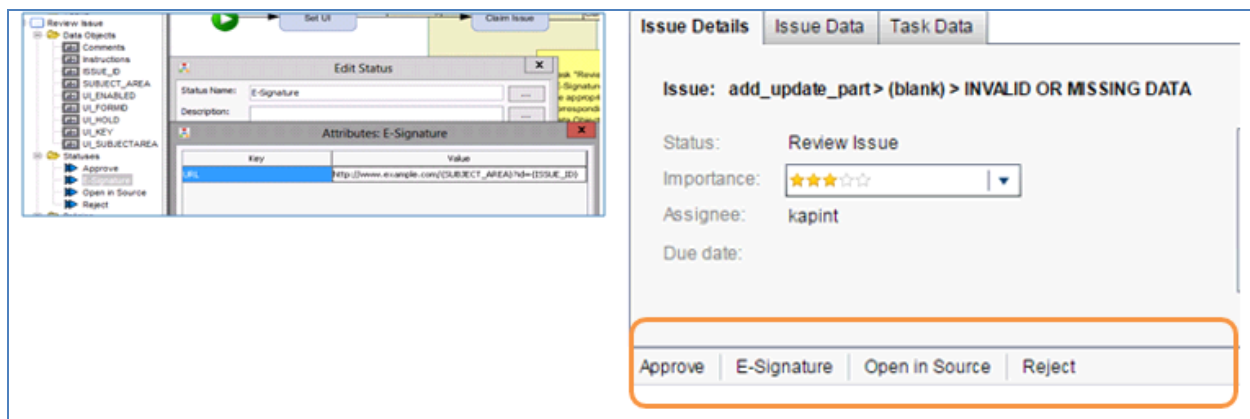 Review Issue
Data Objects
Comments
Instructions
ISSUE_ID
SUBJECT_AREA
UI_ENABLED
UI_FORMID
UI_HOLD
UI_KEY
UI_SUBJECTAREA
Statuses
Approve
E-Signature
Open in Source
Reject
Set UI
Claim Issue
Edit Status
Status Name: E-Signature
...
Description:
...
Attributes: E-Signature
Key Value
URL http://www.example.com/{SUBJECT_AREA}?id={ISSUE_ID}
Issue Details Issue Data Task Data
Issue: add_update_part > (blank) > INVALID OR MISSING DATA
Status: Review Issue
Importance:
Assignee: kapint
Due date:
Approve E-Signature Open in Source Reject